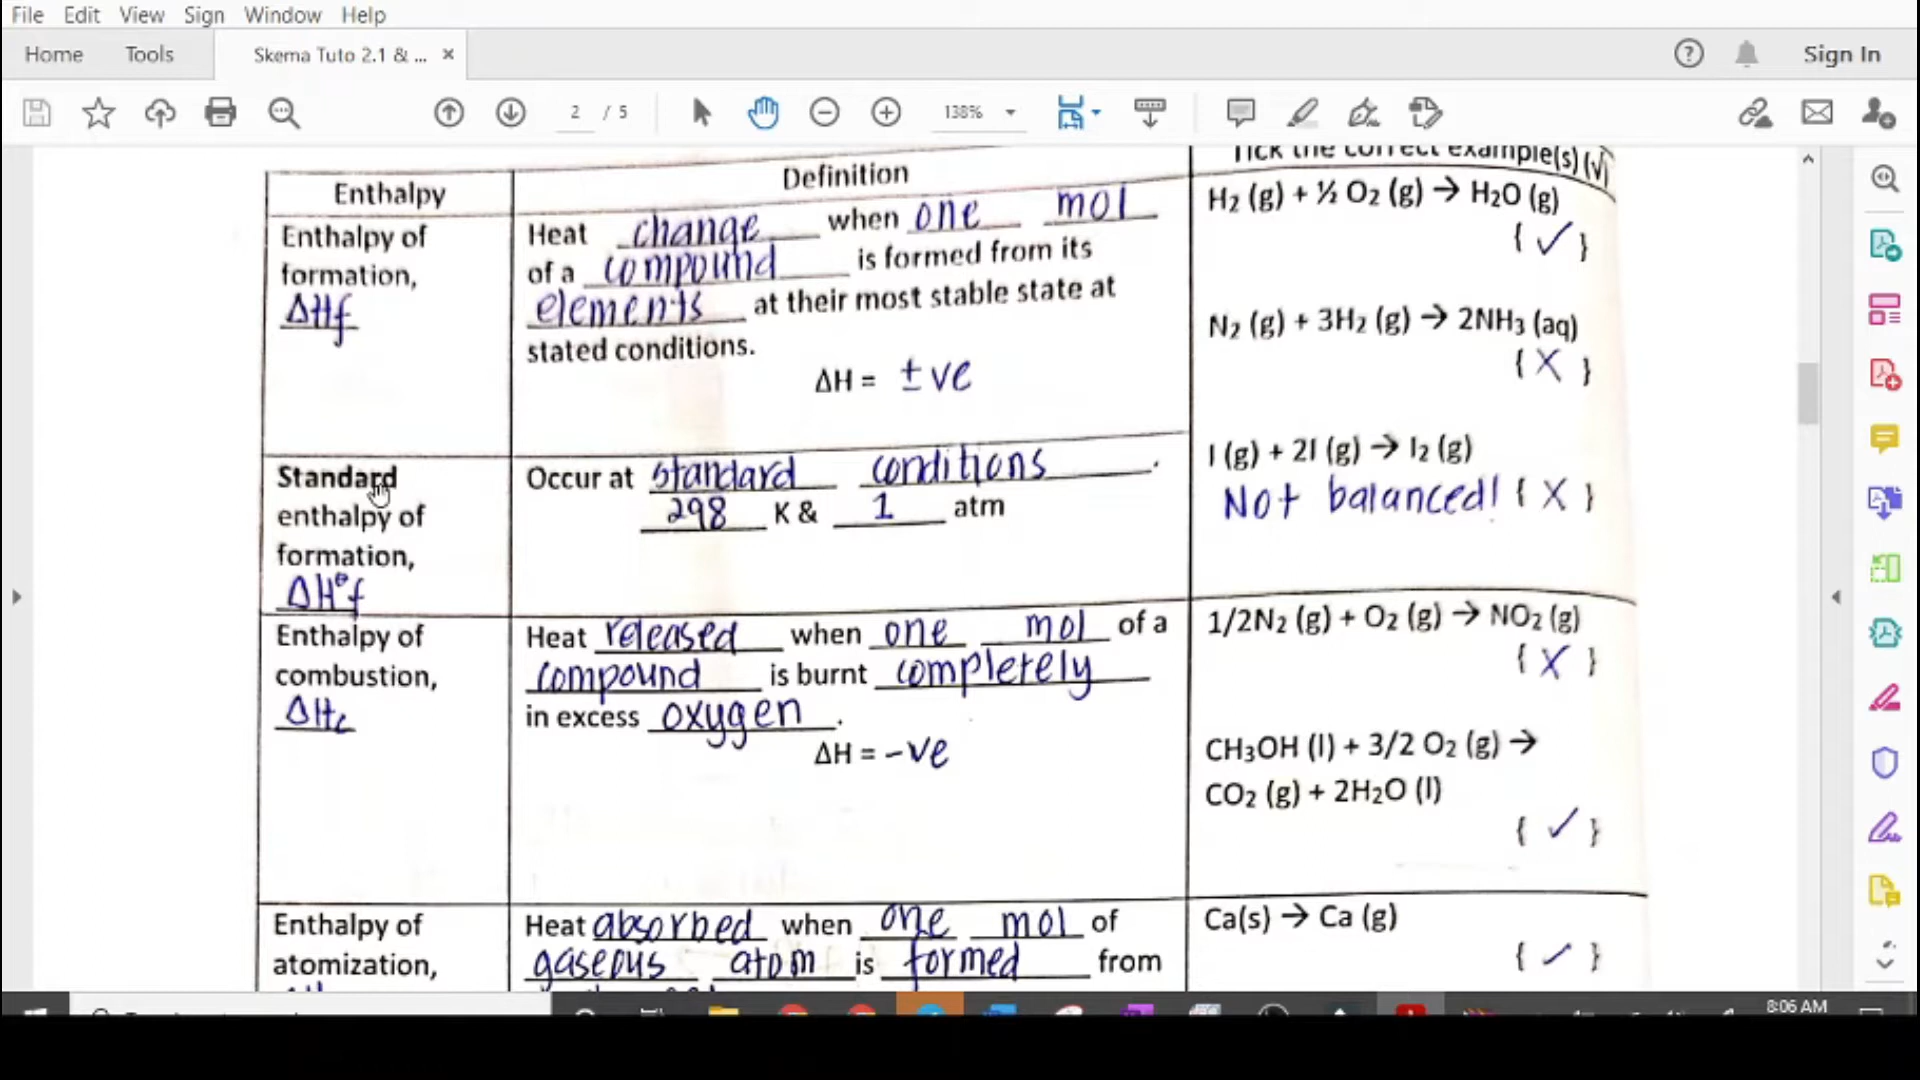 File Edit View Sign Window Help
Home Tools Skema Tuto 2.1 & ... × Sign In
2 / 5 138%
Tick the correct example(s) (√)
Enthalpy Definition
Enthalpy of
formation,
ΔHf
Heat change when one mol
of a compound is formed from its
elements at their most stable state at
stated conditions.
ΔH = ±ve
H₂ (g) + ½ O₂ (g) → H₂O (g)
{ ✓ }
N₂ (g) + 3H₂ (g) → 2NH₃ (aq)
{ X }
I (g) + 2I (g) → I₂ (g)
Not balanced! { X }
Standard
enthalpy of
formation,
ΔH°f
Occur at standard conditions.
298 K & 1 atm
Enthalpy of
combustion,
ΔHc
Heat released when one mol of a
compound is burnt completely
in excess oxygen.
ΔH = -ve
1/2N₂ (g) + O₂ (g) → NO₂ (g)
{ X }
CH₃OH (l) + 3/2 O₂ (g) →
CO₂ (g) + 2H₂O (l)
{ ✓ }
Enthalpy of
atomization,
Heat absorbed when one mol of
gaseous atom is formed from
Ca(s) → Ca (g)
{ ✓ }
8:06 AM